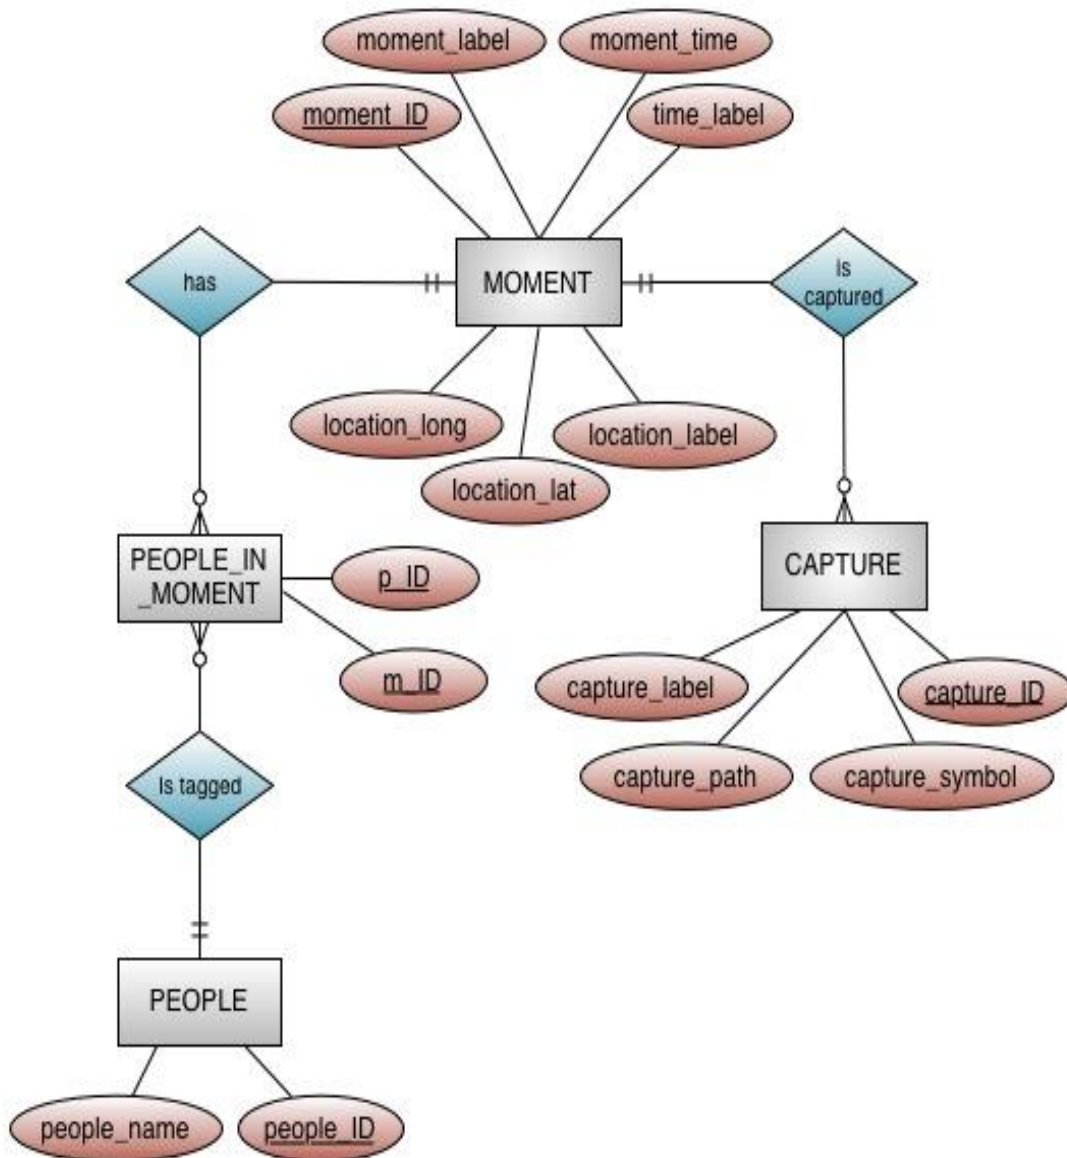 moment_label
moment_time
moment_ID
time_label
has
MOMENT
is
captured
location_long
location_label
location_lat
PEOPLE_IN
_MOMENT
p_ID
CAPTURE
m_ID
capture_label
capture_ID
capture_path
capture_symbol
Is tagged
PEOPLE
people_name
people_ID